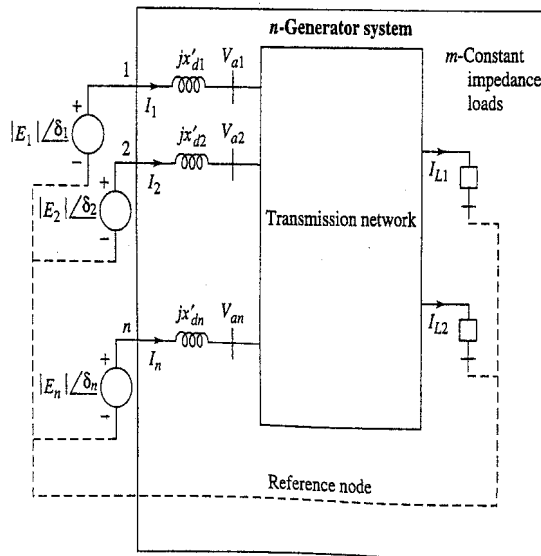 n-Generator system
m-Constant
impedance
loads
1
jx'd1
Va1
I1
+
|E1| /δ1
−
2
jx'd2
Va2
I2
+
|E2| /δ2
−
IL1
Transmission network
n
jx'dn
Van
In
+
|En| /δn
−
IL2
Reference node